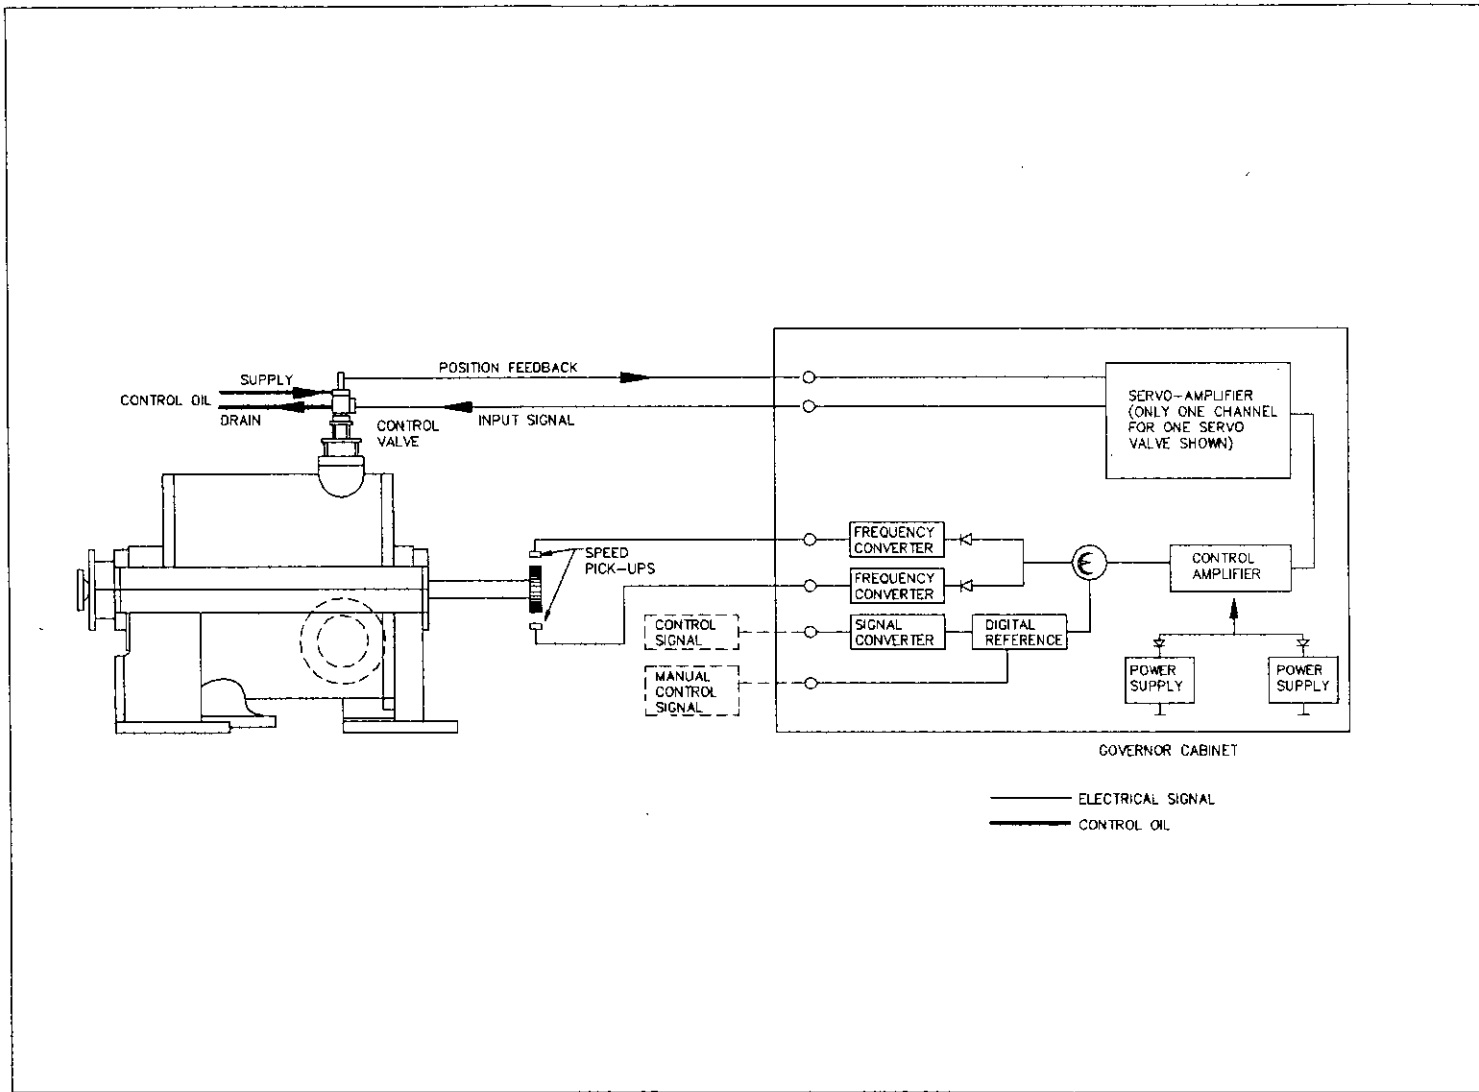 POSITION FEEDBACK
SUPPLY
CONTROL OIL
DRAIN
CONTROL
VALVE
INPUT SIGNAL
SERVO-AMPLIFIER
(ONLY ONE CHANNEL
FOR ONE SERVO
VALVE SHOWN)
SPEED
PICK-UPS
FREQUENCY
CONVERTER
FREQUENCY
CONVERTER
CONTROL
AMPLIFIER
CONTROL
SIGNAL
SIGNAL
CONVERTER
DIGITAL
REFERENCE
MANUAL
CONTROL
SIGNAL
POWER
SUPPLY
POWER
SUPPLY
GOVERNOR CABINET
ELECTRICAL SIGNAL
CONTROL OIL